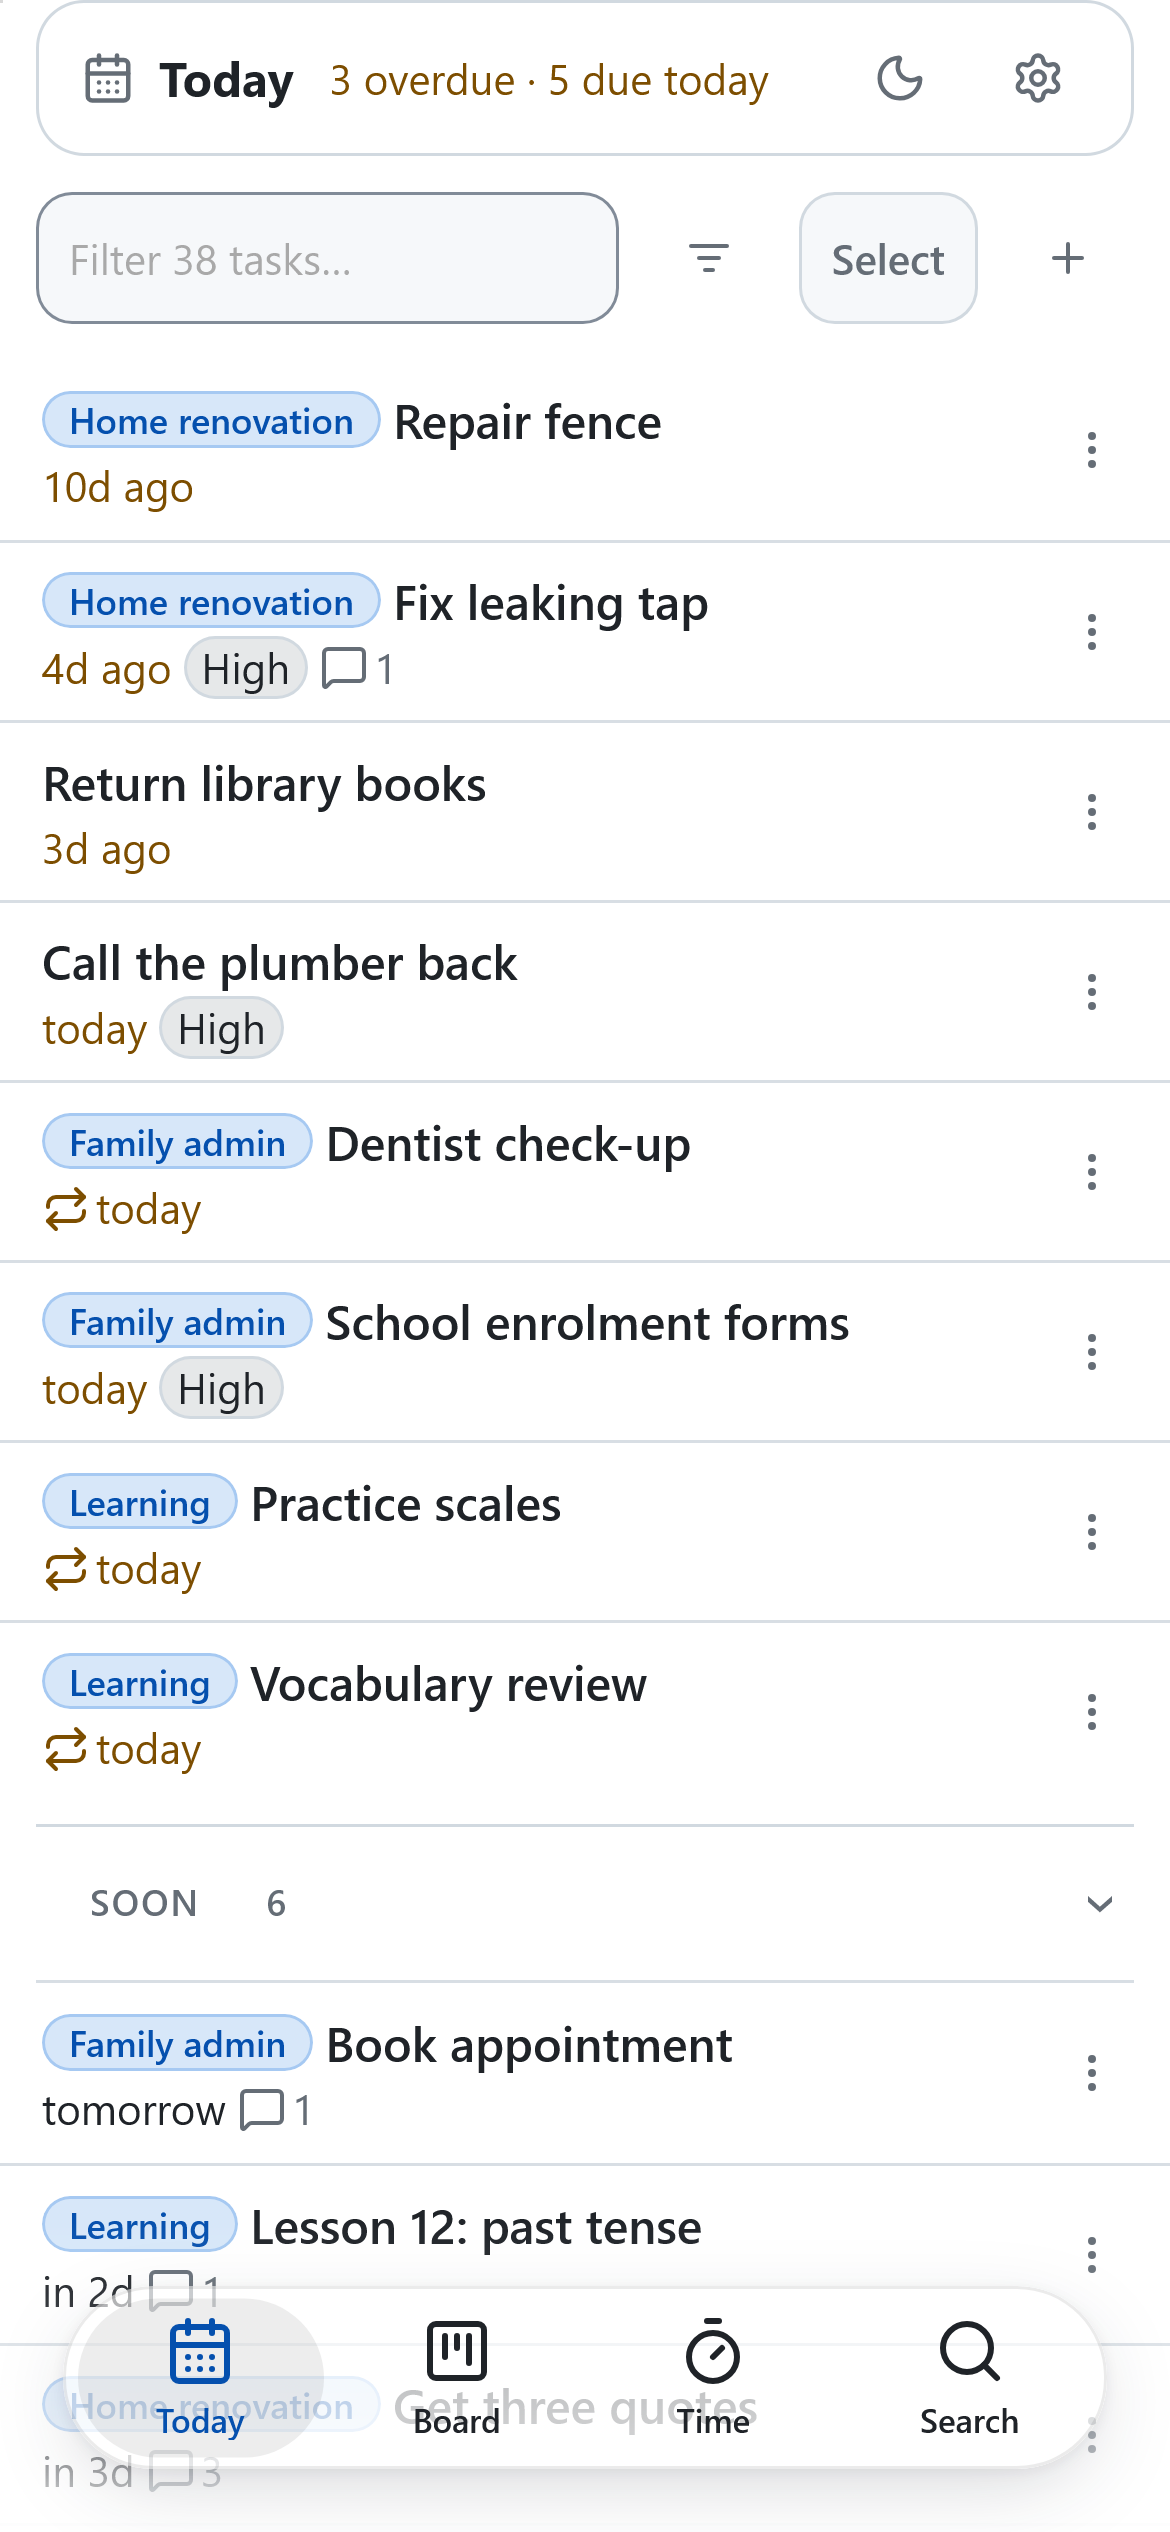 Today 3 overdue · 5 due today
Filter 38 tasks...
Select
Home renovation Repair fence
10d ago
Home renovation Fix leaking tap
4d ago High 1
Return library books
3d ago
Call the plumber back
today High
Family admin Dentist check-up
today
Family admin School enrolment forms
today High
Learning Practice scales
today
Learning Vocabulary review
today
SOON 6
Family admin Book appointment
tomorrow 1
Learning Lesson 12: past tense
in 2d 1
Home renovation Get three quotes
Today Board Time Search
in 3d 3